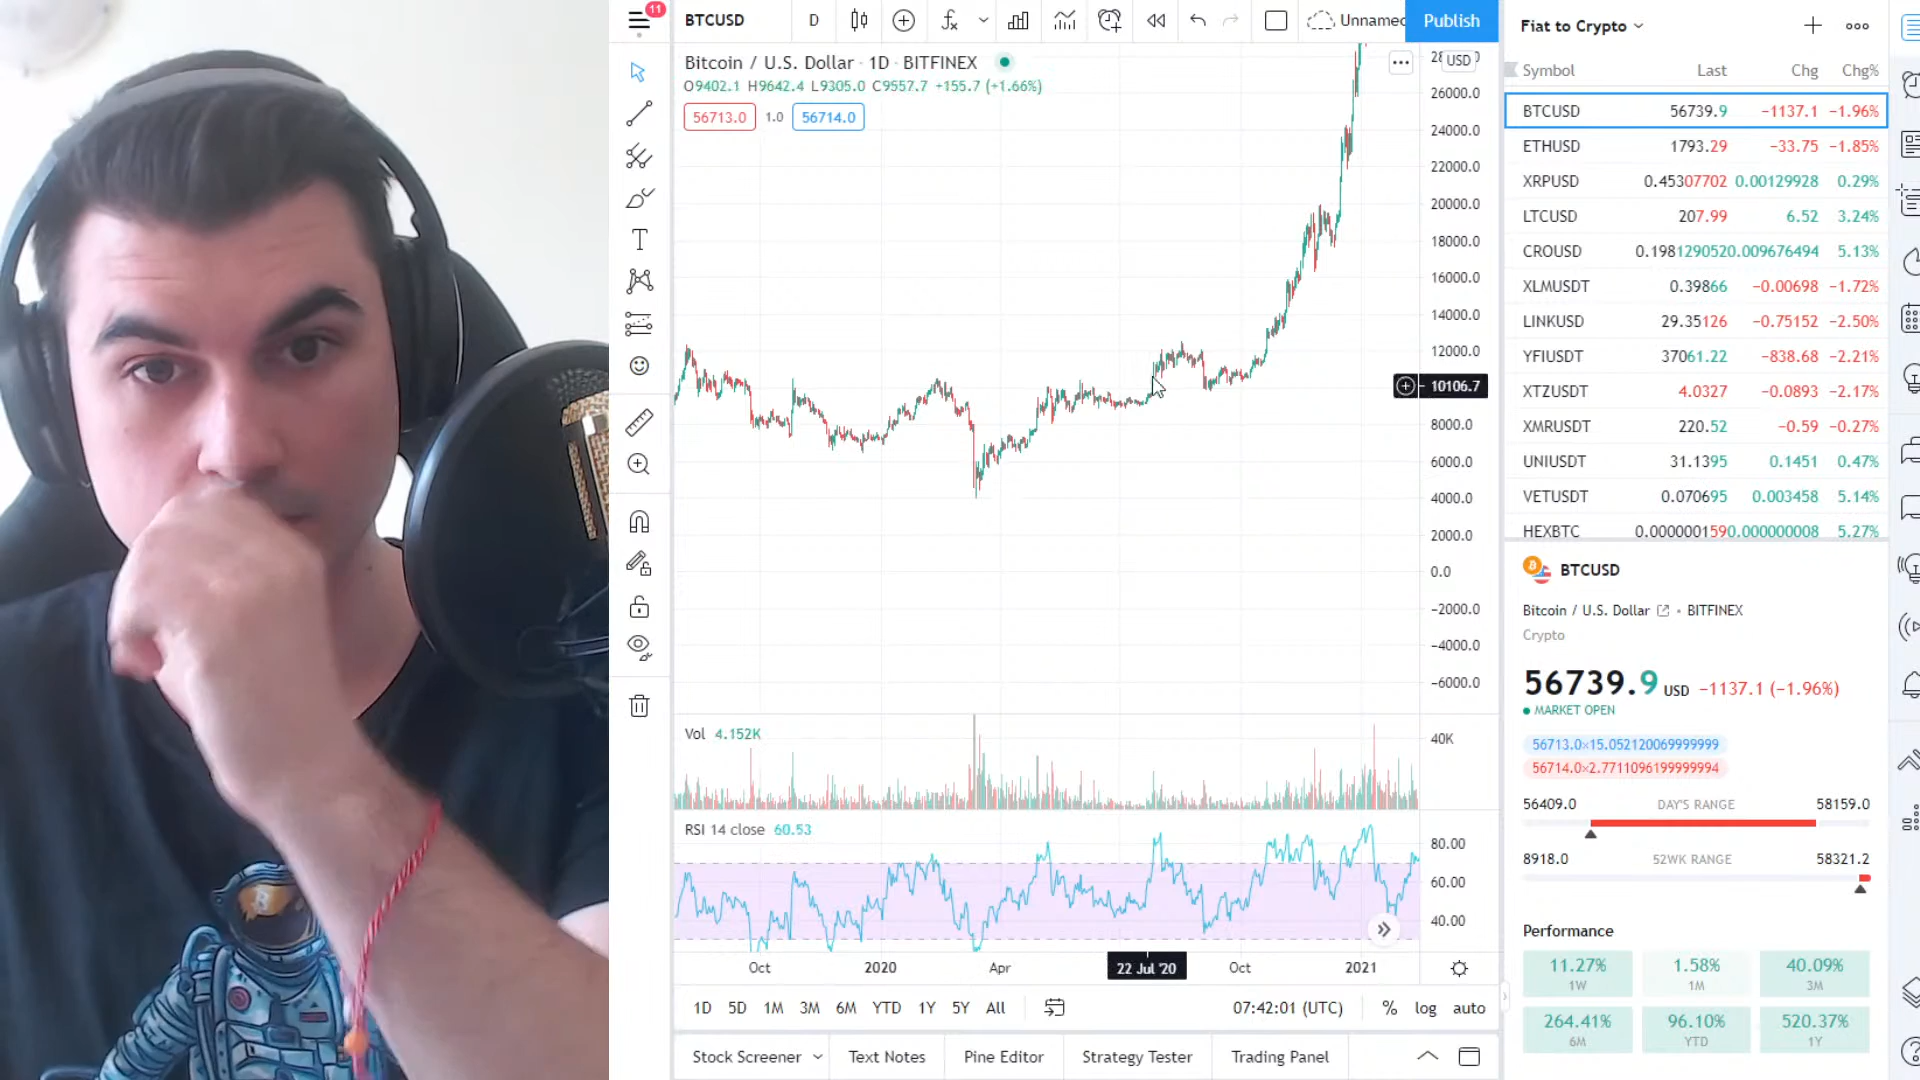 11
BTCUSD D Unnamed Publish
Bitcoin / U.S. Dollar · 1D · BITFINEX
O9402.1 H9642.4 L9305.0 C9557.7 +155.7 (+1.66%)
56713.0 1.0 56714.0
USD
26000.0
24000.0
22000.0
20000.0
18000.0
16000.0
14000.0
12000.0
10106.7
8000.0
6000.0
4000.0
2000.0
0.0
−2000.0
−4000.0
−6000.0
Vol 4.152K
40K
RSI 14 close 60.53
80.00
60.00
40.00
Oct 2020 Apr 22 Jul '20 Oct 2021
1D 5D 1M 3M 6M YTD 1Y 5Y All 07:42:01 (UTC) % log auto
Stock Screener Text Notes Pine Editor Strategy Tester Trading Panel
Fiat to Crypto
Symbol Last Chg Chg%
BTCUSD 56739.9 −1137.1 −1.96%
ETHUSD 1793.29 −33.75 −1.85%
XRPUSD 0.45307702 0.00129928 0.29%
LTCUSD 207.99 6.52 3.24%
CROUSD 0.1981290520.009676494 5.13%
XLMUSDT 0.39866 −0.00698 −1.72%
LINKUSD 29.35126 −0.75152 −2.50%
YFIUSDT 37061.22 −838.68 −2.21%
XTZUSDT 4.0327 −0.0893 −2.17%
XMRUSDT 220.52 −0.59 −0.27%
UNIUSDT 31.1395 0.1451 0.47%
VETUSDT 0.070695 0.003458 5.14%
HEXBTC 0.0000001590.000000008 5.27%
BTCUSD
Bitcoin / U.S. Dollar • BITFINEX
Crypto
56739.9 USD −1137.1 (−1.96%)
MARKET OPEN
56713.0×15.052120069999999
56714.0×2.7711096199999994
56409.0 DAY'S RANGE 58159.0
8918.0 52WK RANGE 58321.2
Performance
11.27% 1.58% 40.09%
1W 1M 3M
264.41% 96.10% 520.37%
6M YTD 1Y